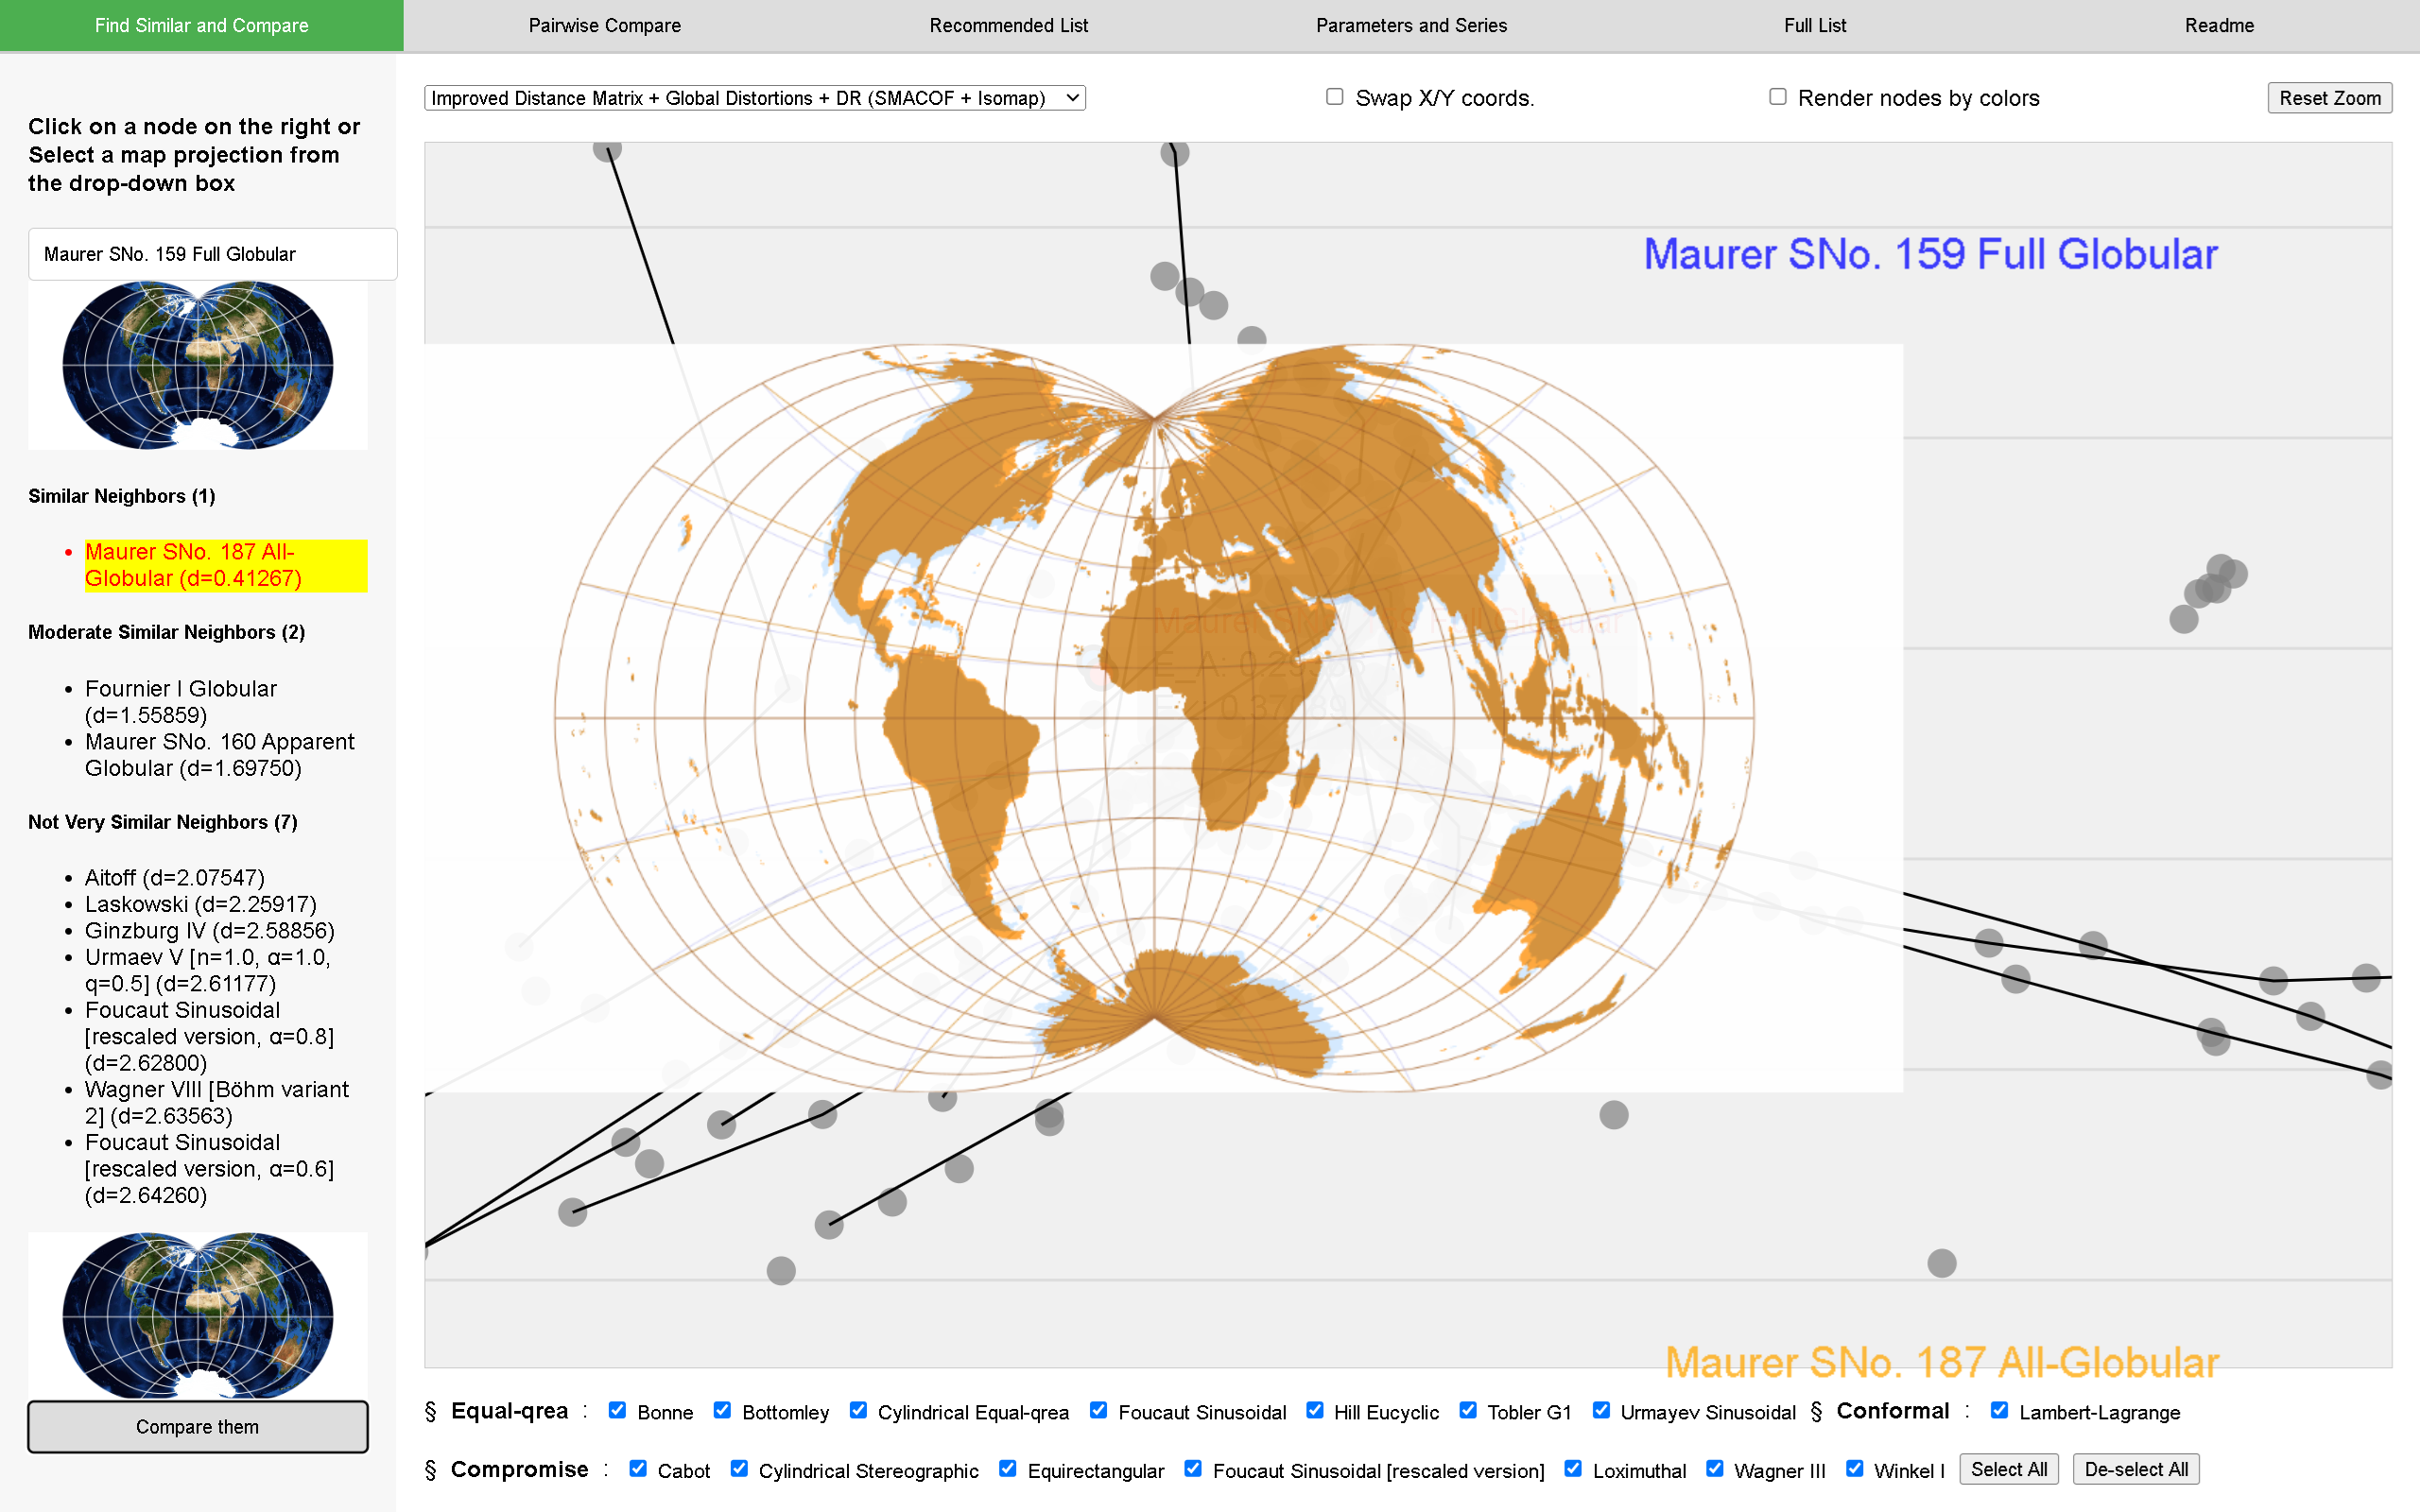 Find Similar and Compare
Pairwise Compare
Recommended List
Parameters and Series
Full List
Readme
Click on a node on the right or
Select a map projection from
the drop-down box
Maurer SNo. 159 Full Globular
Similar Neighbors (1)
• Maurer SNo. 187 All-
Globular (d=0.41267)
Moderate Similar Neighbors (2)
• Fournier I Globular
(d=1.55859)
• Maurer SNo. 160 Apparent
Globular (d=1.69750)
Not Very Similar Neighbors (7)
• Aitoff (d=2.07547)
• Laskowski (d=2.25917)
• Ginzburg IV (d=2.58856)
• Urmaev V [n=1.0, α=1.0,
q=0.5] (d=2.61177)
• Foucaut Sinusoidal
[rescaled version, α=0.8]
(d=2.62800)
• Wagner VIII [Böhm variant
2] (d=2.63563)
• Foucaut Sinusoidal
[rescaled version, α=0.6]
(d=2.64260)
Compare them
Improved Distance Matrix + Global Distortions + DR (SMACOF + Isomap)
Swap X/Y coords.
Render nodes by colors
Reset Zoom
Maurer SNo. 159 Full Globular
Maurer SNo. 187 All-Globular
§ Equal-qrea : Bonne Bottomley Cylindrical Equal-qrea Foucaut Sinusoidal Hill Eucyclic Tobler G1 Urmayev Sinusoidal § Conformal : Lambert-Lagrange
§ Compromise : Cabot Cylindrical Stereographic Equirectangular Foucaut Sinusoidal [rescaled version] Loximuthal Wagner III Winkel I Select All De-select All